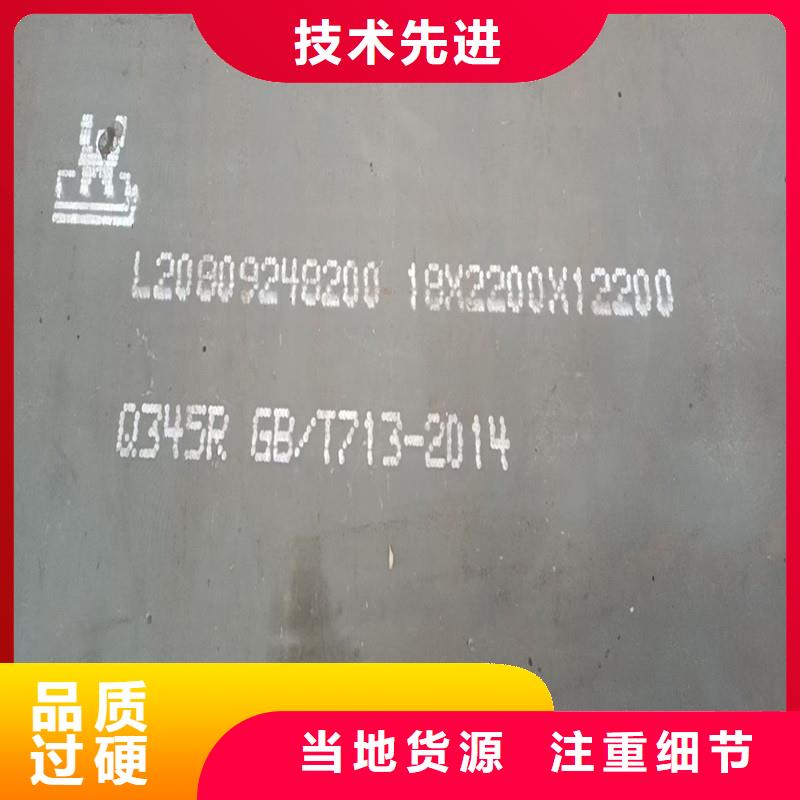 技术先进
L20809248200 18X2200X12200
Q345R GB/T713-2014
品质
过硬
当地货源 注重细节